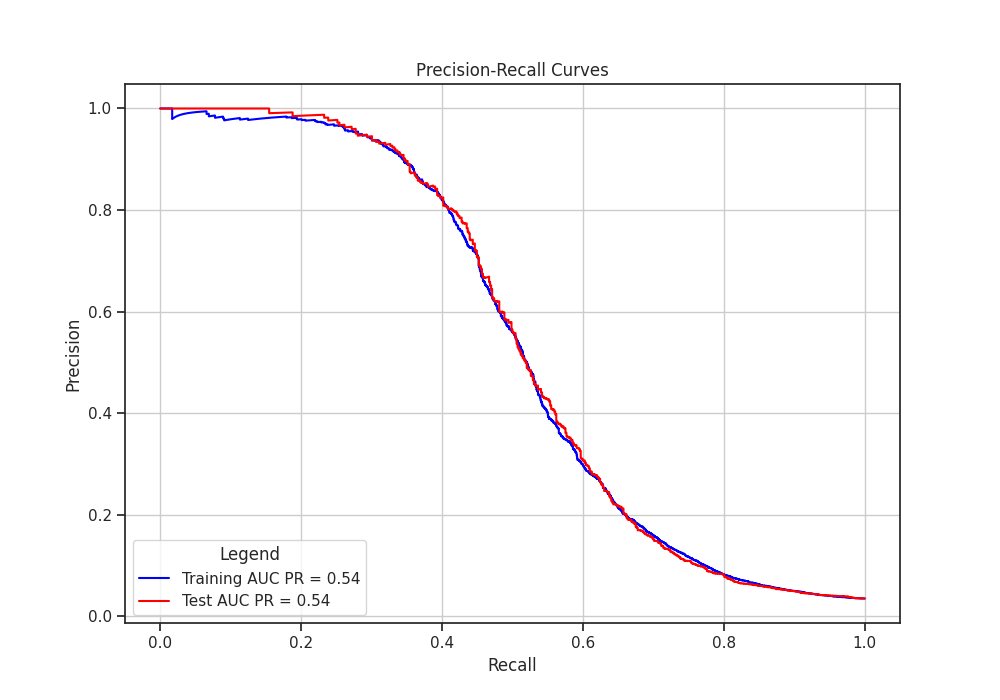 Precision-Recall Curves
Precision
1.0
0.8
0.6
0.4
0.2
0.0
Legend
Training AUC PR = 0.54
Test AUC PR = 0.54
0.0 0.2 0.4 0.6 0.8 1.0
Recall